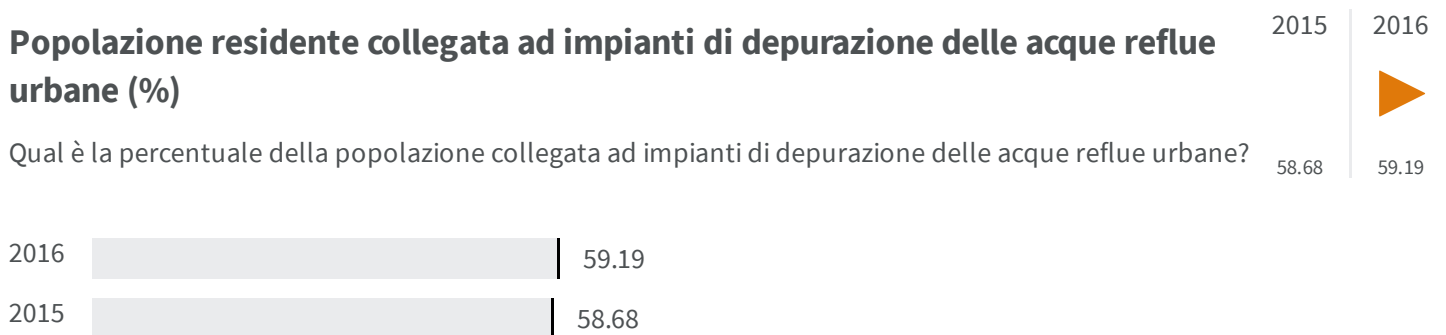 Popolazione residente collegata ad impianti di depurazione delle acque reflue
urbane (%)
Qual è la percentuale della popolazione collegata ad impianti di depurazione delle acque reflue urbane?
2015 2016
58.68 59.19
2016 59.19
2015 58.68